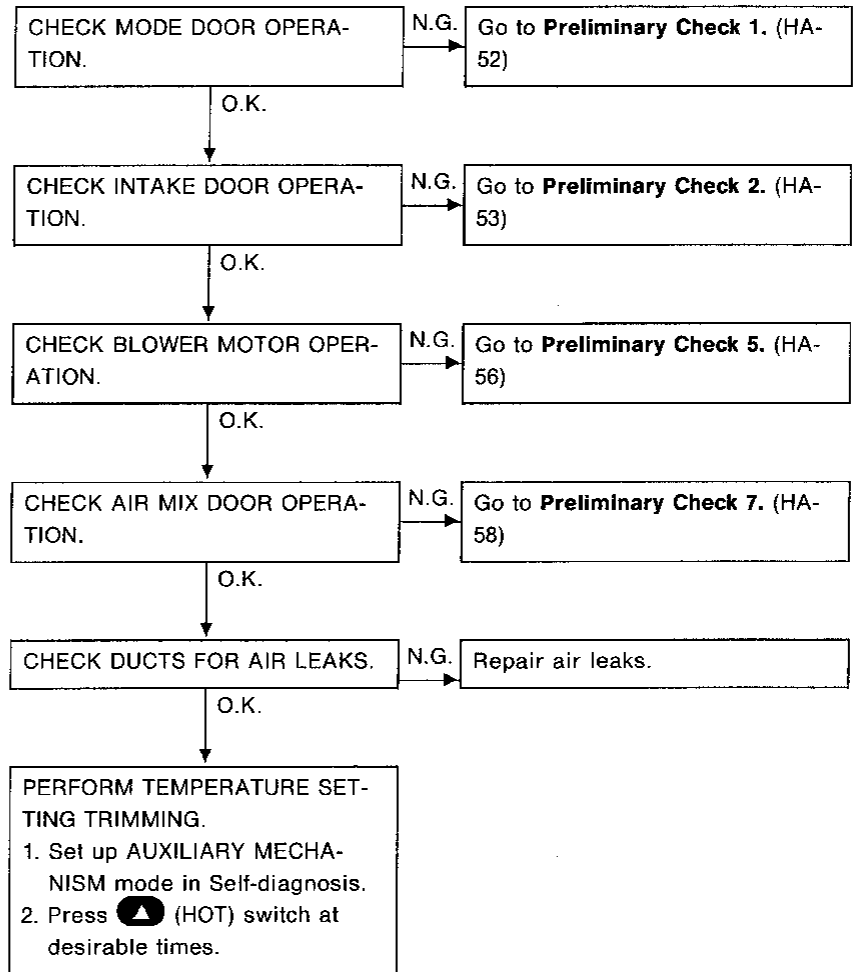 CHECK MODE DOOR OPERA-
TION.
N.G.
Go to Preliminary Check 1. (HA-
52)
O.K.
CHECK INTAKE DOOR OPERA-
TION.
N.G.
Go to Preliminary Check 2. (HA-
53)
O.K.
CHECK BLOWER MOTOR OPER-
ATION.
N.G.
Go to Preliminary Check 5. (HA-
56)
O.K.
CHECK AIR MIX DOOR OPERA-
TION.
N.G.
Go to Preliminary Check 7. (HA-
58)
O.K.
CHECK DUCTS FOR AIR LEAKS.
N.G.
Repair air leaks.
O.K.
PERFORM TEMPERATURE SET-
TING TRIMMING.
1. Set up AUXILIARY MECHA-
NISM mode in Self-diagnosis.
2. Press (HOT) switch at
desirable times.